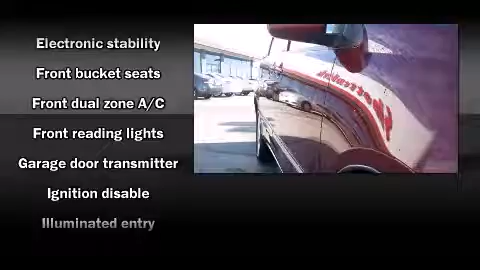 Electronic stability
Front bucket seats
Front dual zone A/C
Front reading lights
Garage door transmitter
Ignition disable
Illuminated entry